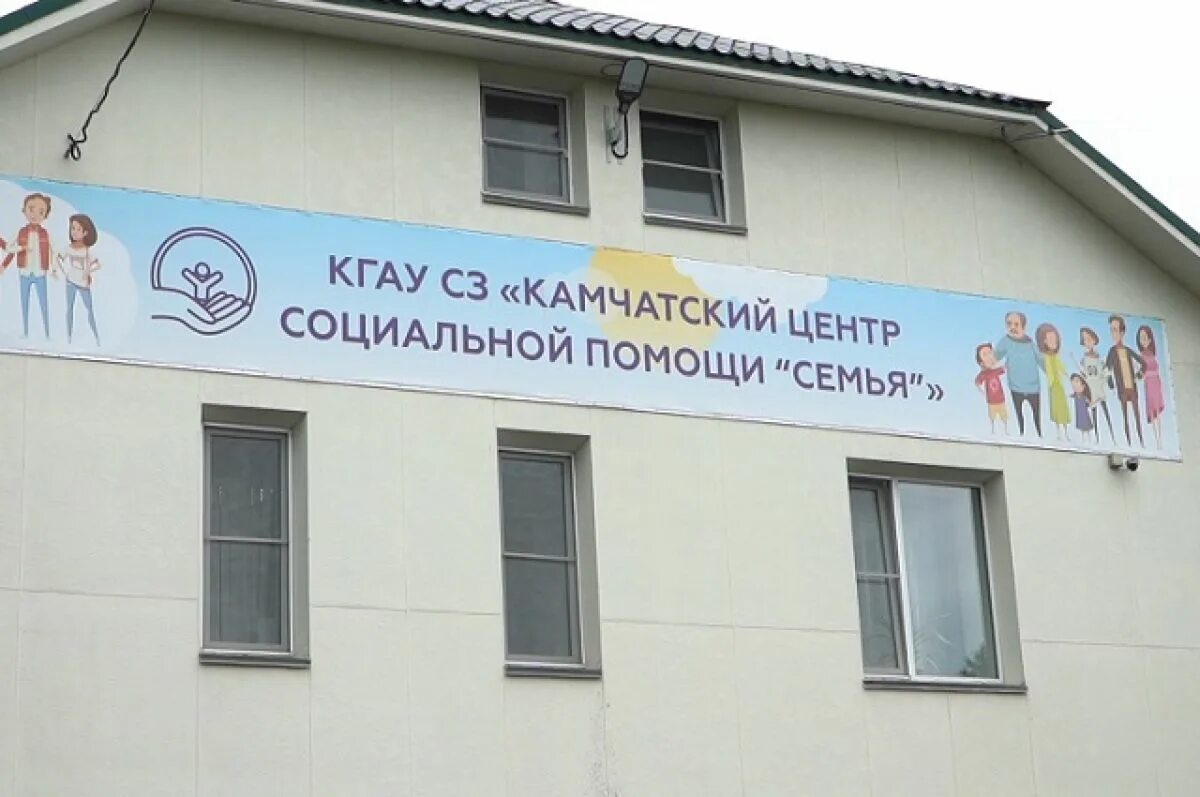 КГАУ СЗ «КАМЧАТСКИЙ ЦЕНТР
СОЦИАЛЬНОЙ ПОМОЩИ "СЕМЬЯ"»